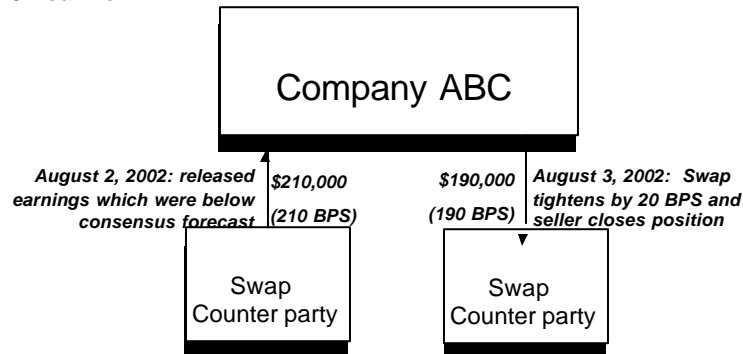 Company ABC
August 2, 2002: released
earnings which were below
consensus forecast
$210,000
(210 BPS)
$190,000
(190 BPS)
August 3, 2002: Swap
tightens by 20 BPS and
seller closes position
Swap
Counter party
Swap
Counter party